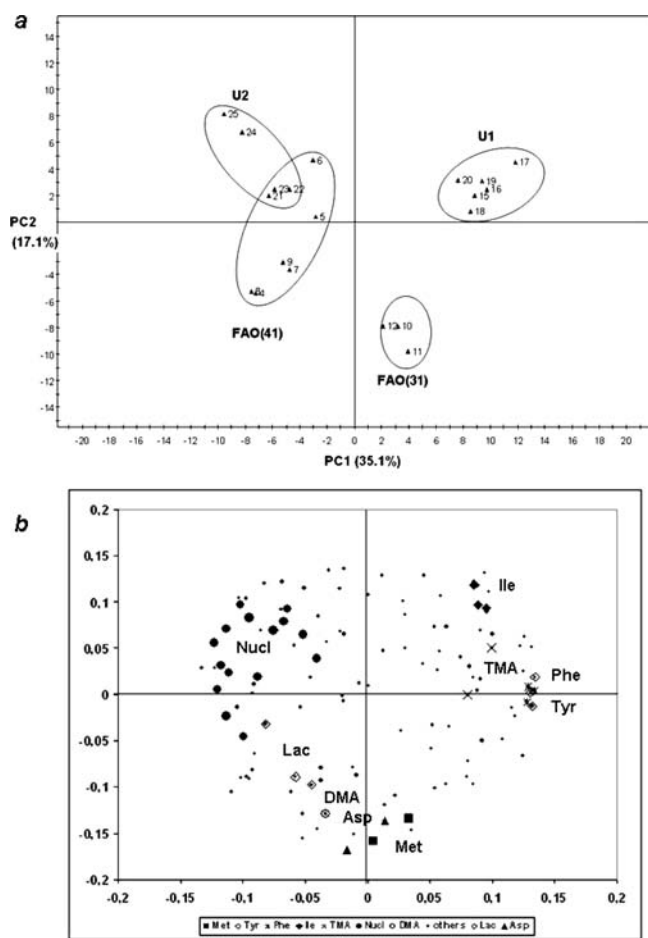 a
14
12
10
8
6
4
2
PC2
(17.1%)
-4
-6
-8
-10
-12
-14
U2
25
24
6
23 22
21
5
9
7
8 4
FAO(41)
U1
17
20 19
16
15
18
12 10
11
FAO(31)
-20 -18 -16 -14 -12 -10 -8 -6 -4 -2 0 2 4 6 8 10 12 14 16 18 20
PC1 (35.1%)
b
0,2
0,15
0,1
0,05
0
-0,05
-0,1
-0,15
-0,2
Ile
Nucl
TMA
Phe
Tyr
Lac
DMA
Asp
Met
-0,2 -0,15 -0,1 -0,05 0 0,05 0,1 0,15 0,2
Met Tyr Phe Ile TMA Nucl DMA others Lac Asp